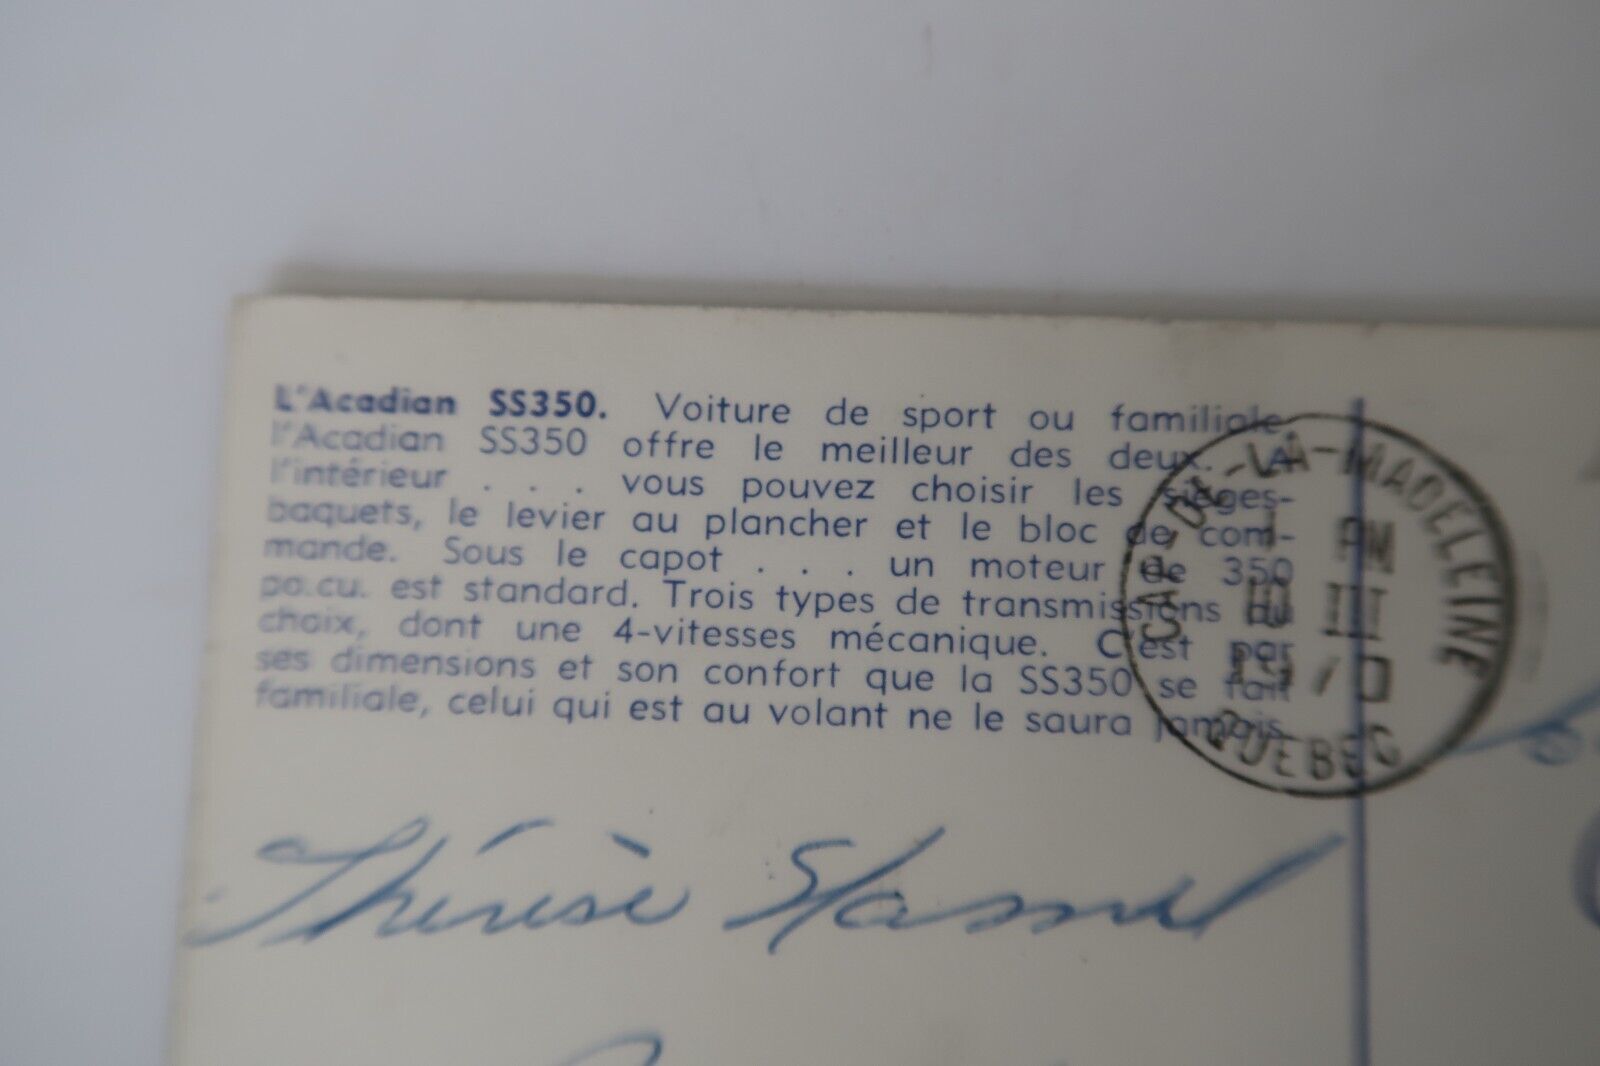 L'Acadian SS350. Voiture de sport ou familiale
l'Acadian SS350 offre le meilleur des deux. A
l'intérieur . . . vous pouvez choisir les sièges-
baquets, le levier au plancher et le bloc de com-
mande. Sous le capot . . . un moteur de 350
po.cu. est standard. Trois types de transmissions au
choix, dont une 4-vitesses mécanique. C'est par
ses dimensions et son confort que la SS350 se fait
familiale, celui qui est au volant ne le saura jamais.
CAP-DE-LA-MADELEINE
PM
III
QUEBEC
Thérèse